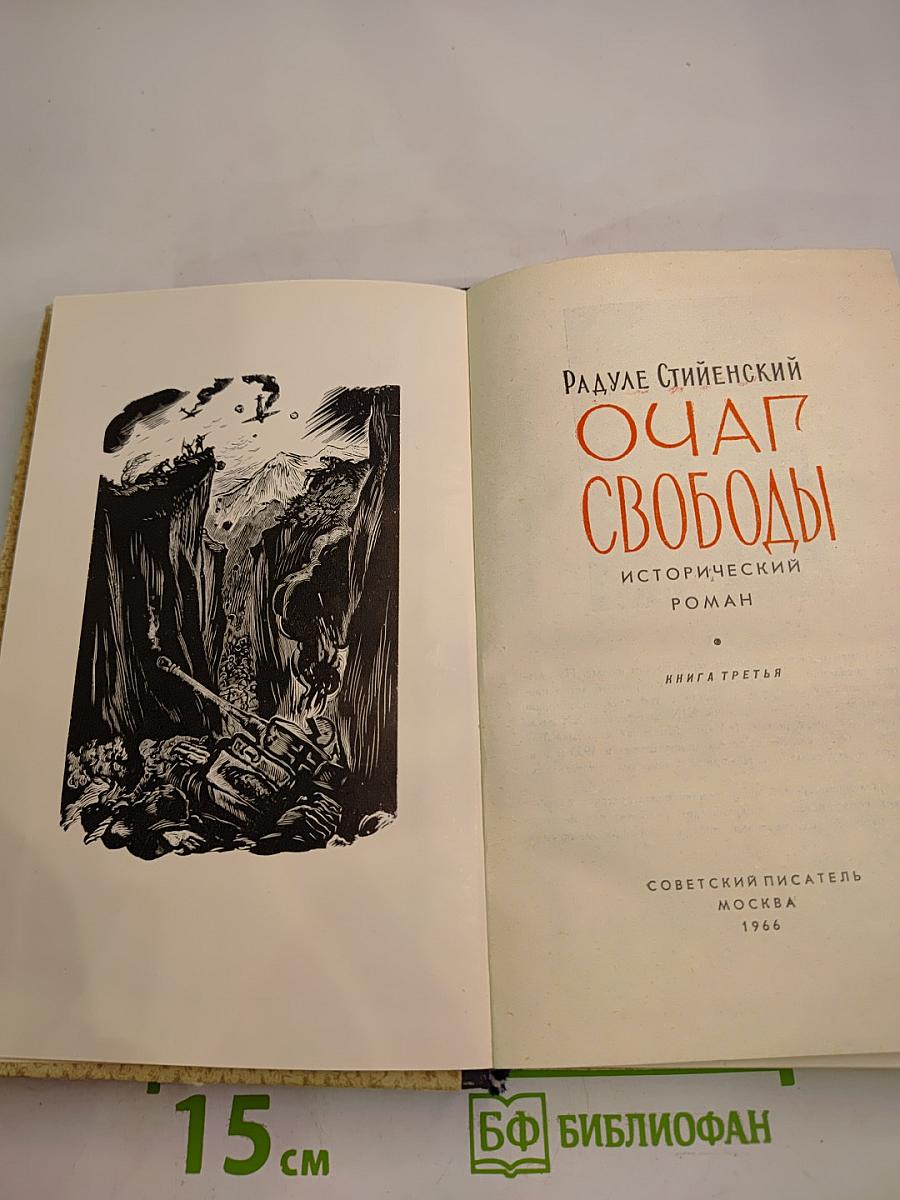 РАДУЛЕ СТИЙЕНСКИЙ
ОЧАГ
СВОБОДЫ
ИСТОРИЧЕСКИЙ
РОМАН
КНИГА ТРЕТЬЯ
СОВЕТСКИЙ ПИСАТЕЛЬ
МОСКВА
1966
15 см
БФ БИБЛИОФАН